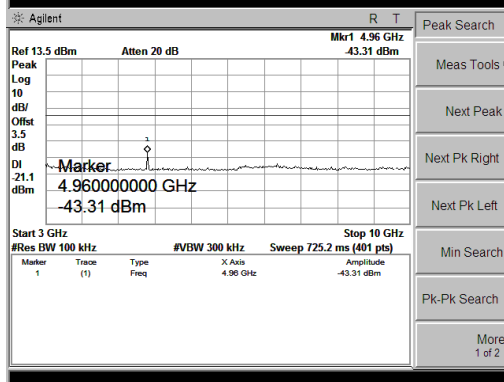 Agilent R T
Mkr1 4.96 GHz
Ref 13.5 dBm Atten 20 dB -43.31 dBm
Peak
Log
10
dB/
Offst
3.5
dB
DI
-21.1
dBm
1
Marker
4.960000000 GHz
-43.31 dBm
Start 3 GHz Stop 10 GHz
#Res BW 100 kHz #VBW 300 kHz Sweep 725.2 ms (401 pts)
Marker Trace Type X Axis Amplitude
1 (1) Freq 4.96 GHz -43.31 dBm
Peak Search
Meas Tools
Next Peak
Next Pk Right
Next Pk Left
Min Search
Pk-Pk Search
More
1 of 2